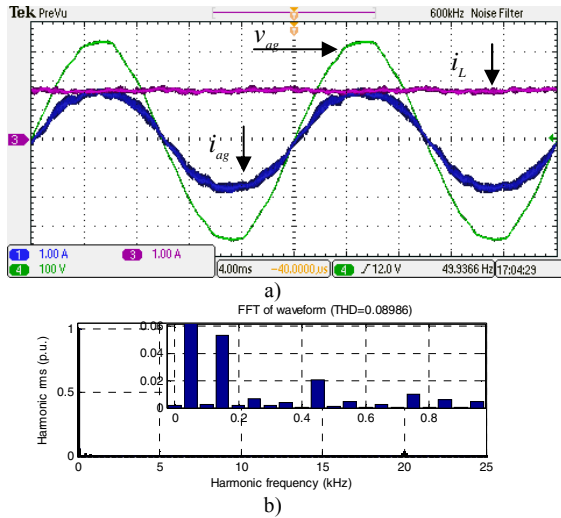 Tek PreVu 600kHz Noise Filter
v_ag
i_L
i_ag
3
1 1.00 A 3 1.00 A
4 100 V
4.00ms -40.0000us 4 12.0 V 49.9366 Hz 17:04:29
a)
FFT of waveform (THD=0.08986)
Harmonic rms (p.u.)
1
0.5
0
0.06
0.04
0.02
0
0 0.2 0.4 0.6 0.8
0 5 10 15 20 25
Harmonic frequency (kHz)
b)